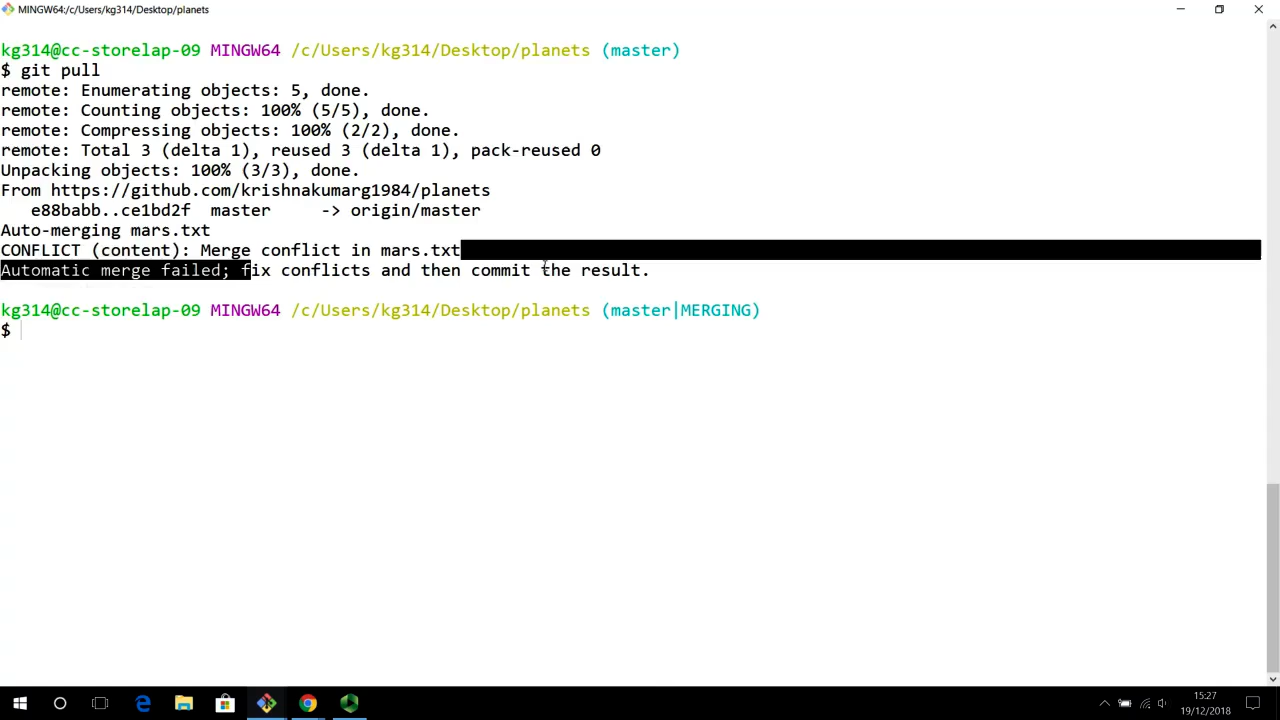 MINGW64:/c/Users/kg314/Desktop/planets
kg314@cc-storelap-09 MINGW64 /c/Users/kg314/Desktop/planets (master)
$ git pull
remote: Enumerating objects: 5, done.
remote: Counting objects: 100% (5/5), done.
remote: Compressing objects: 100% (2/2), done.
remote: Total 3 (delta 1), reused 3 (delta 1), pack-reused 0
Unpacking objects: 100% (3/3), done.
From https://github.com/krishnakumarg1984/planets
   e88babb..ce1bd2f  master     -> origin/master
Auto-merging mars.txt
CONFLICT (content): Merge conflict in mars.txt
Automatic merge failed; fix conflicts and then commit the result.
kg314@cc-storelap-09 MINGW64 /c/Users/kg314/Desktop/planets (master|MERGING)
$
15:27
19/12/2018